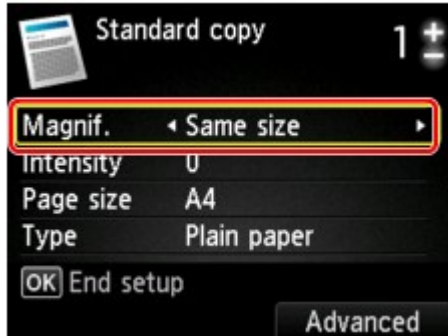 Standard copy 1
Magnif. Same size
Intensity 0
Page size A4
Type Plain paper
OK End setup
Advanced